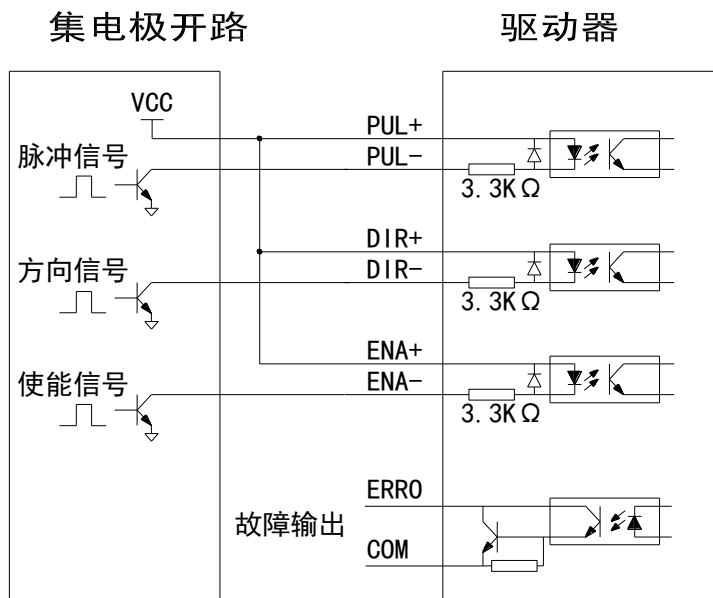 集电极开路
驱动器
VCC
PUL+
脉冲信号
PUL-
3.3KΩ
DIR+
方向信号
DIR-
3.3KΩ
ENA+
使能信号
ENA-
3.3KΩ
ERRO
故障输出
COM